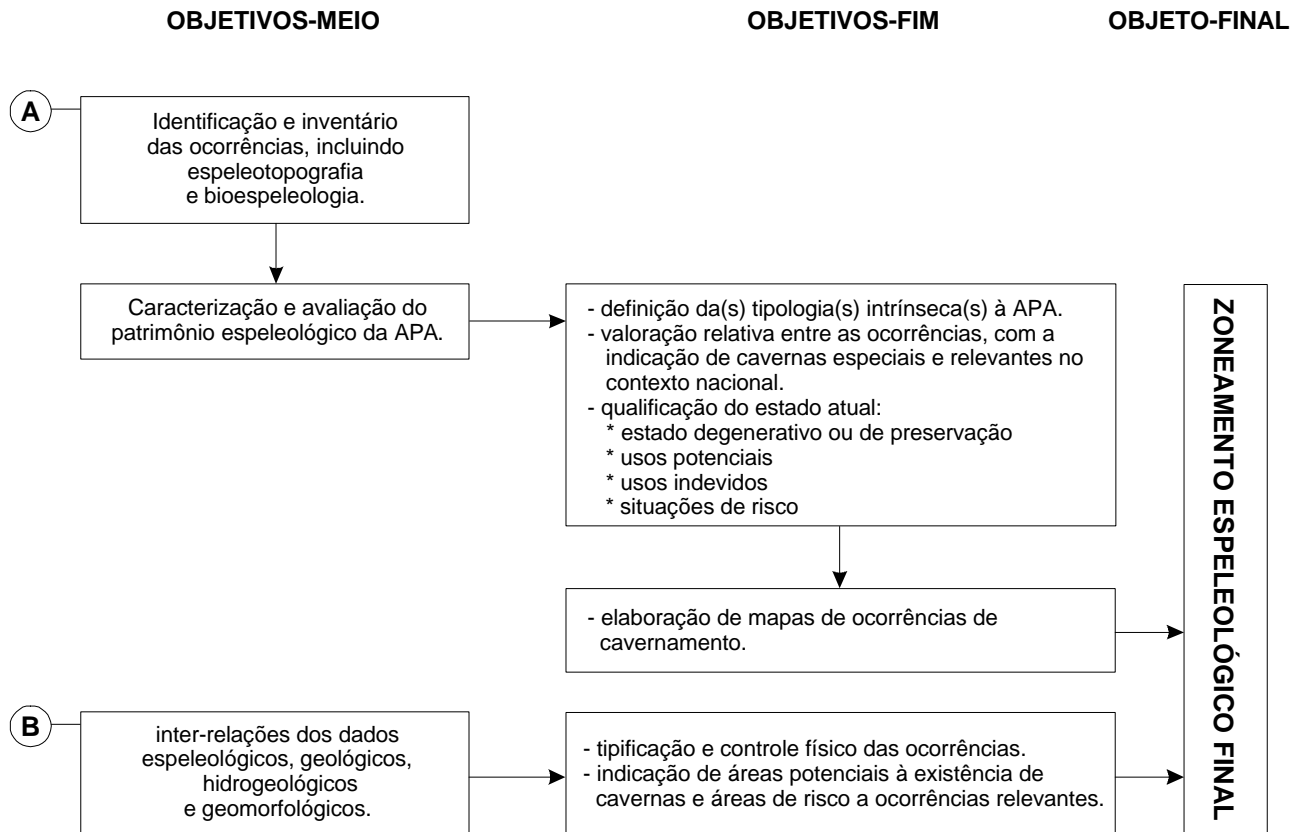 OBJETIVOS-MEIO
OBJETIVOS-FIM
OBJETO-FINAL
A
Identificação e inventário
das ocorrências, incluindo
espeleotopografia
e bioespeleologia.
Caracterização e avaliação do
patrimônio espeleológico da APA.
- definição da(s) tipologia(s) intrínseca(s) à APA.
- valoração relativa entre as ocorrências, com a
indicação de cavernas especiais e relevantes no
contexto nacional.
- qualificação do estado atual:
* estado degenerativo ou de preservação
* usos potenciais
* usos indevidos
* situações de risco
- elaboração de mapas de ocorrências de
cavernamento.
B
inter-relações dos dados
espeleológicos, geológicos,
hidrogeológicos
e geomorfológicos.
- tipificação e controle físico das ocorrências.
- indicação de áreas potenciais à existência de
cavernas e áreas de risco a ocorrências relevantes.
ZONEAMENTO ESPELEOLÓGICO FINAL